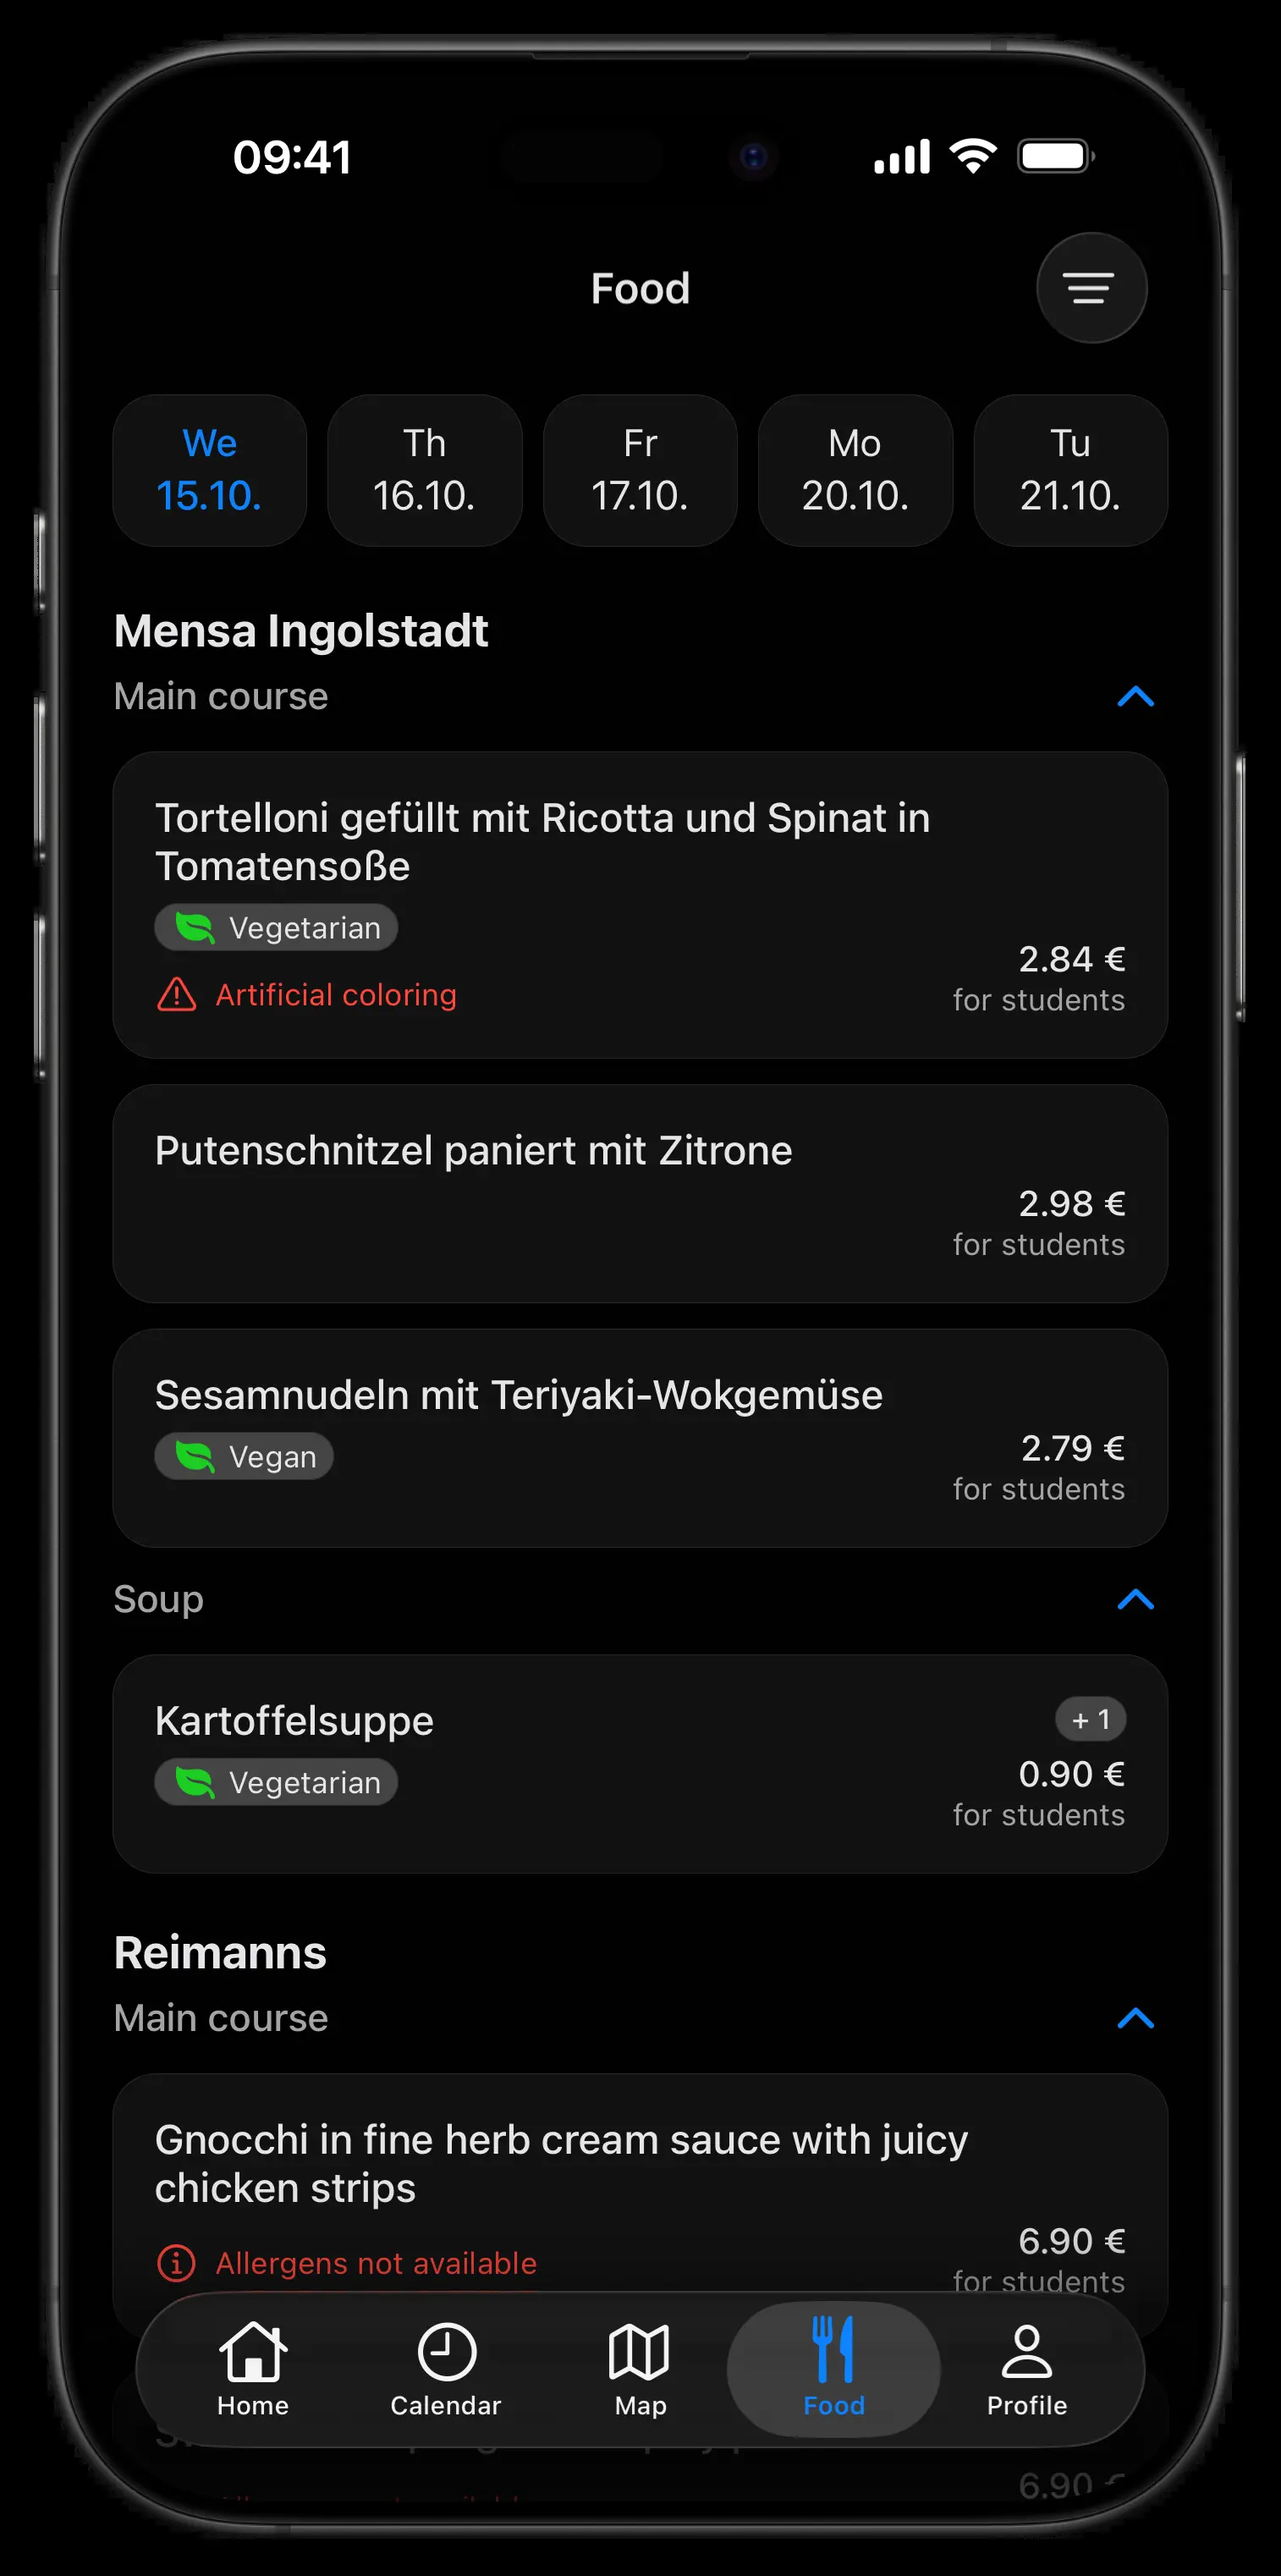 09:41
Food
We
15.10.
Th
16.10.
Fr
17.10.
Mo
20.10.
Tu
21.10.
Mensa Ingolstadt
Main course
Tortelloni gefüllt mit Ricotta und Spinat in
Tomatensoße
Vegetarian
Artificial coloring
2.84 €
for students
Putenschnitzel paniert mit Zitrone
2.98 €
for students
Sesamnudeln mit Teriyaki-Wokgemüse
Vegan
2.79 €
for students
Soup
Kartoffelsuppe
+ 1
Vegetarian
0.90 €
for students
Reimanns
Main course
Gnocchi in fine herb cream sauce with juicy
chicken strips
Allergens not available
6.90 €
for students
Home
Calendar
Map
Food
Profile
6.90 €